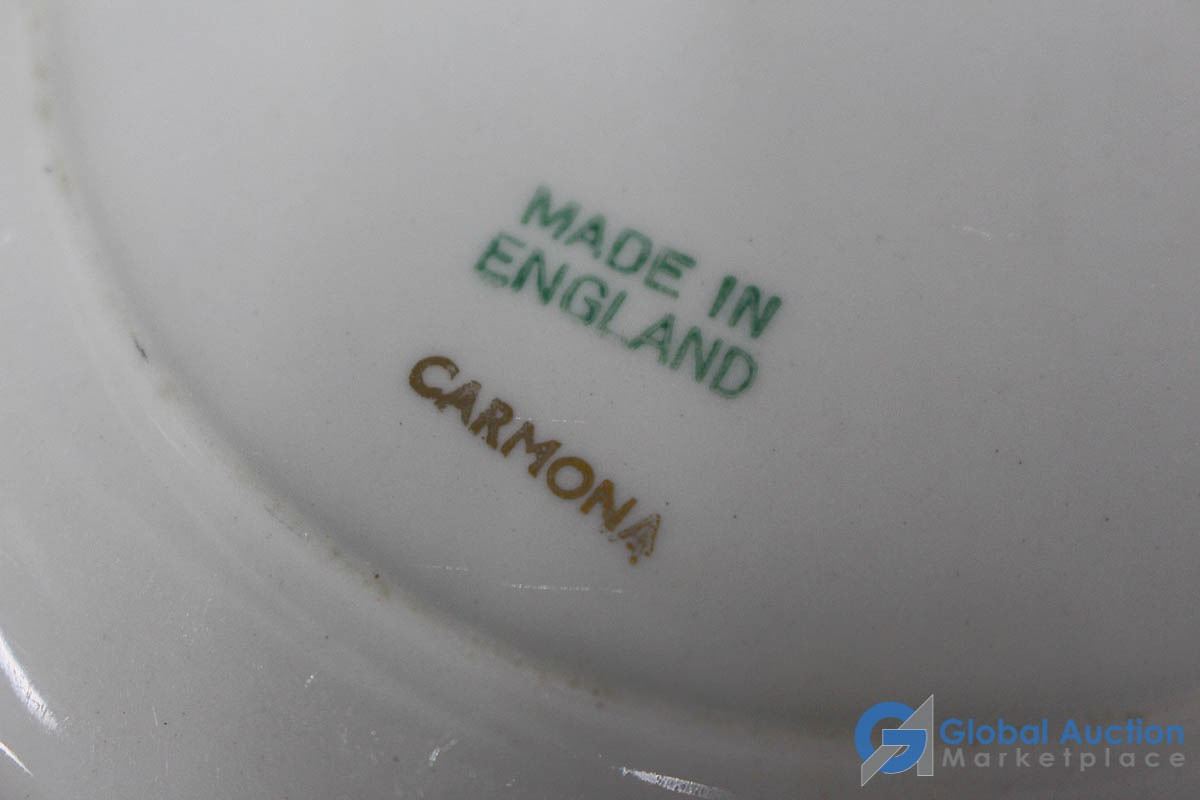 MADE IN
ENGLAND
CARMONA
Global Auction
Marketplace